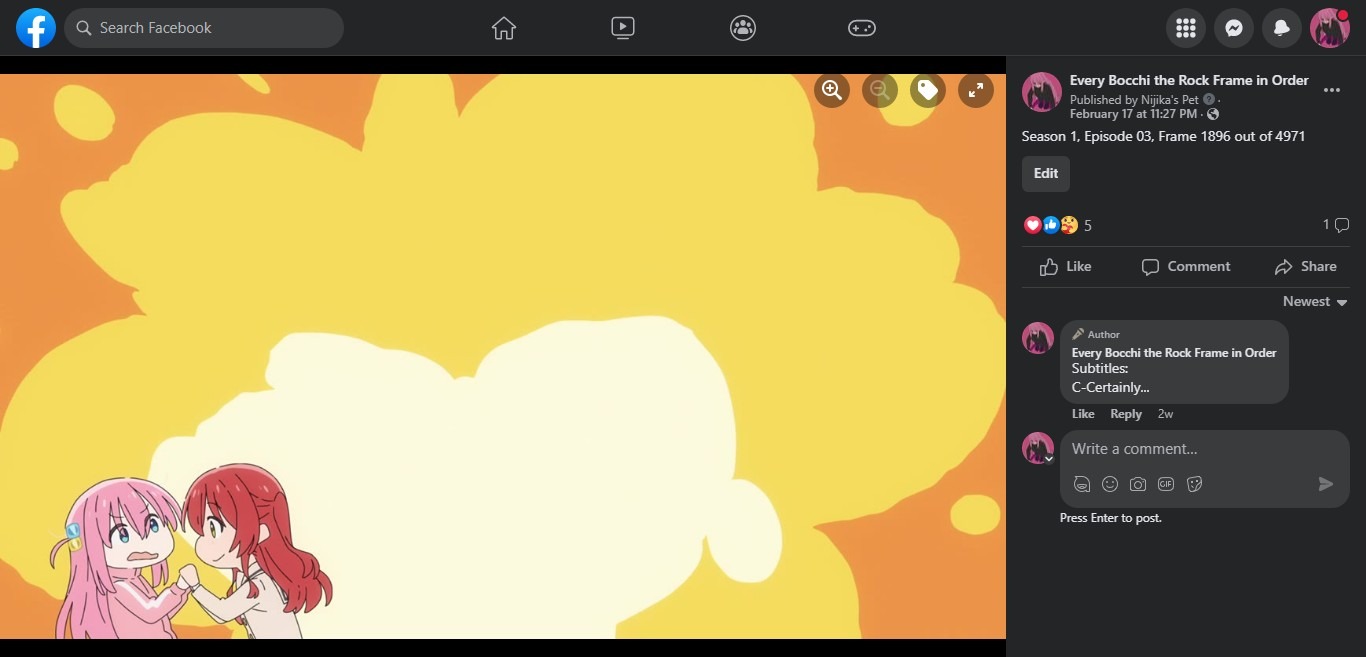 Search Facebook
Every Bocchi the Rock Frame in Order
Published by Nijika's Pet ·
February 17 at 11:27 PM ·
Season 1, Episode 03, Frame 1896 out of 4971
Edit
5
1
Like
Comment
Share
Newest
Author
Every Bocchi the Rock Frame in Order
Subtitles:
C-Certainly...
Like Reply 2w
Write a comment...
GIF
Press Enter to post.